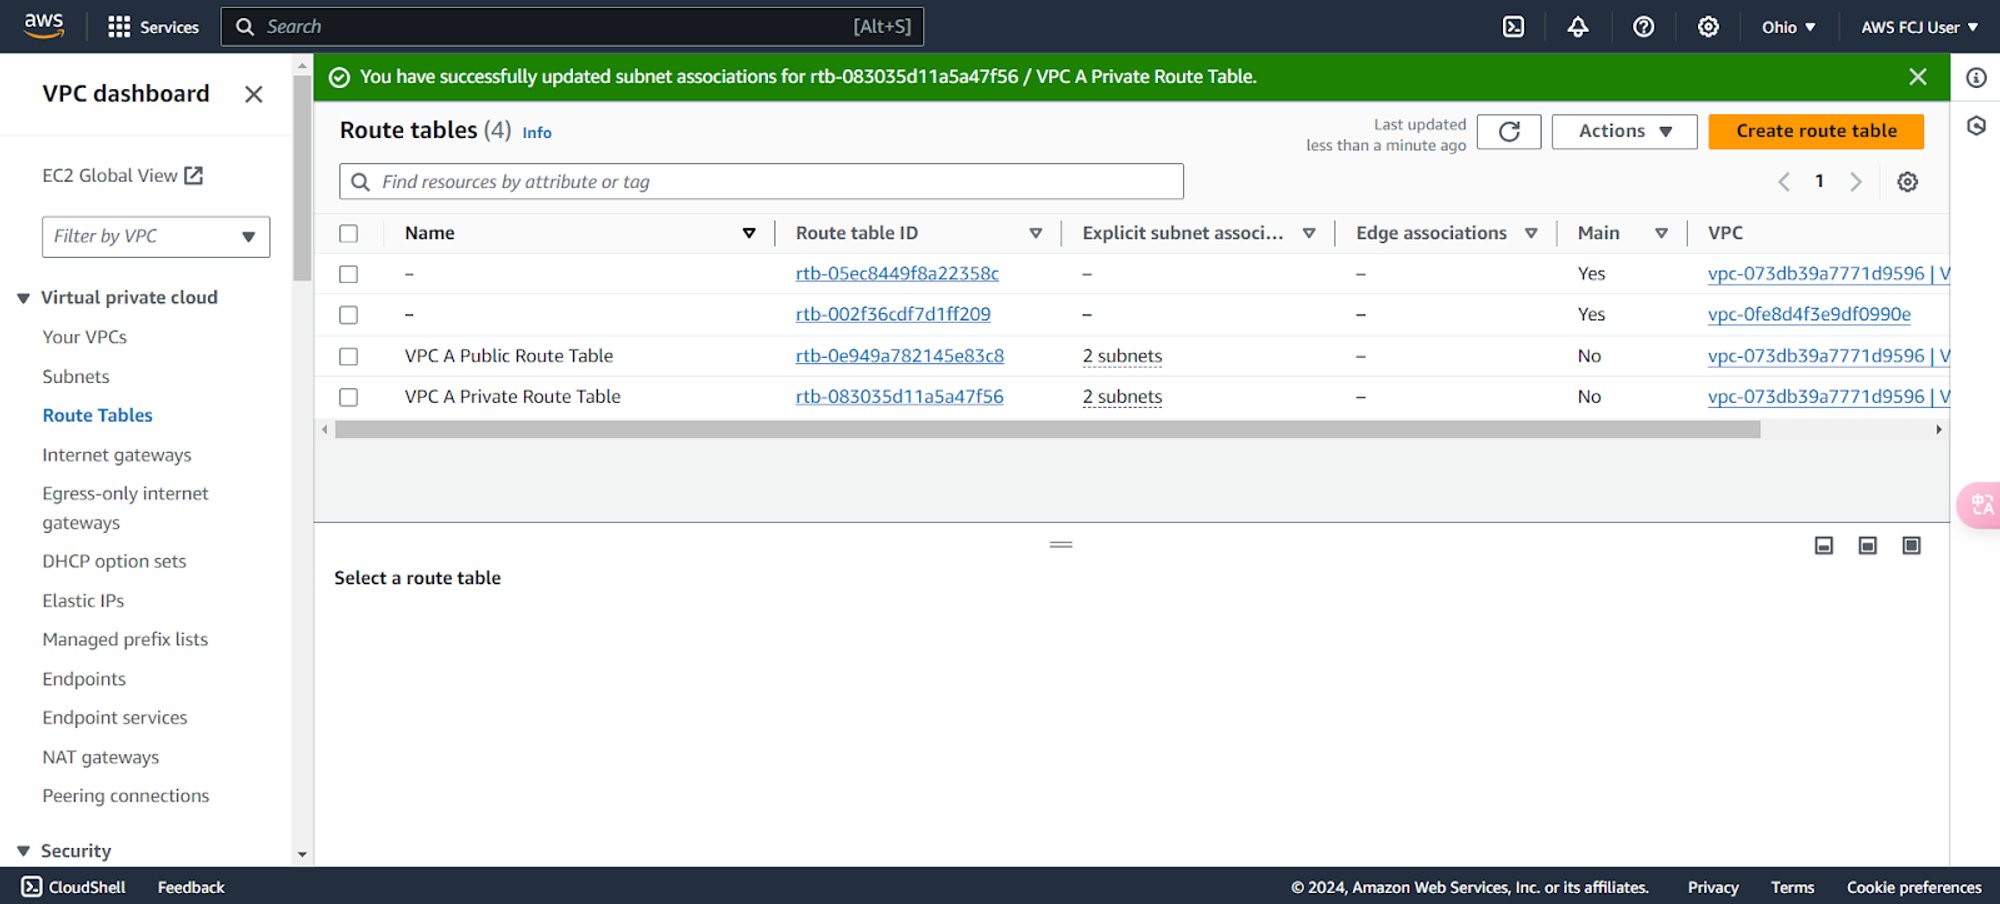 aws
Services
Search
[Alt+S]
Ohio
AWS FCJ User
VPC dashboard
EC2 Global View
Filter by VPC
Virtual private cloud
Your VPCs
Subnets
Route Tables
Internet gateways
Egress-only internet
gateways
DHCP option sets
Elastic IPs
Managed prefix lists
Endpoints
Endpoint services
NAT gateways
Peering connections
Security
You have successfully updated subnet associations for rtb-083035d11a5a47f56 / VPC A Private Route Table.
Route tables (4) Info
Last updated
less than a minute ago
Actions
Create route table
Find resources by attribute or tag
1
Name Route table ID Explicit subnet associ... Edge associations Main VPC
– rtb-05ec8449f8a22358c – – Yes vpc-073db39a7771d9596 | V
– rtb-002f36cdf7d1ff209 – – Yes vpc-0fe8d4f3e9df0990e
VPC A Public Route Table rtb-0e949a782145e83c8 2 subnets – No vpc-073db39a7771d9596 | V
VPC A Private Route Table rtb-083035d11a5a47f56 2 subnets – No vpc-073db39a7771d9596 | V
中
A
Select a route table
CloudShell
Feedback
© 2024, Amazon Web Services, Inc. or its affiliates.
Privacy
Terms
Cookie preferences